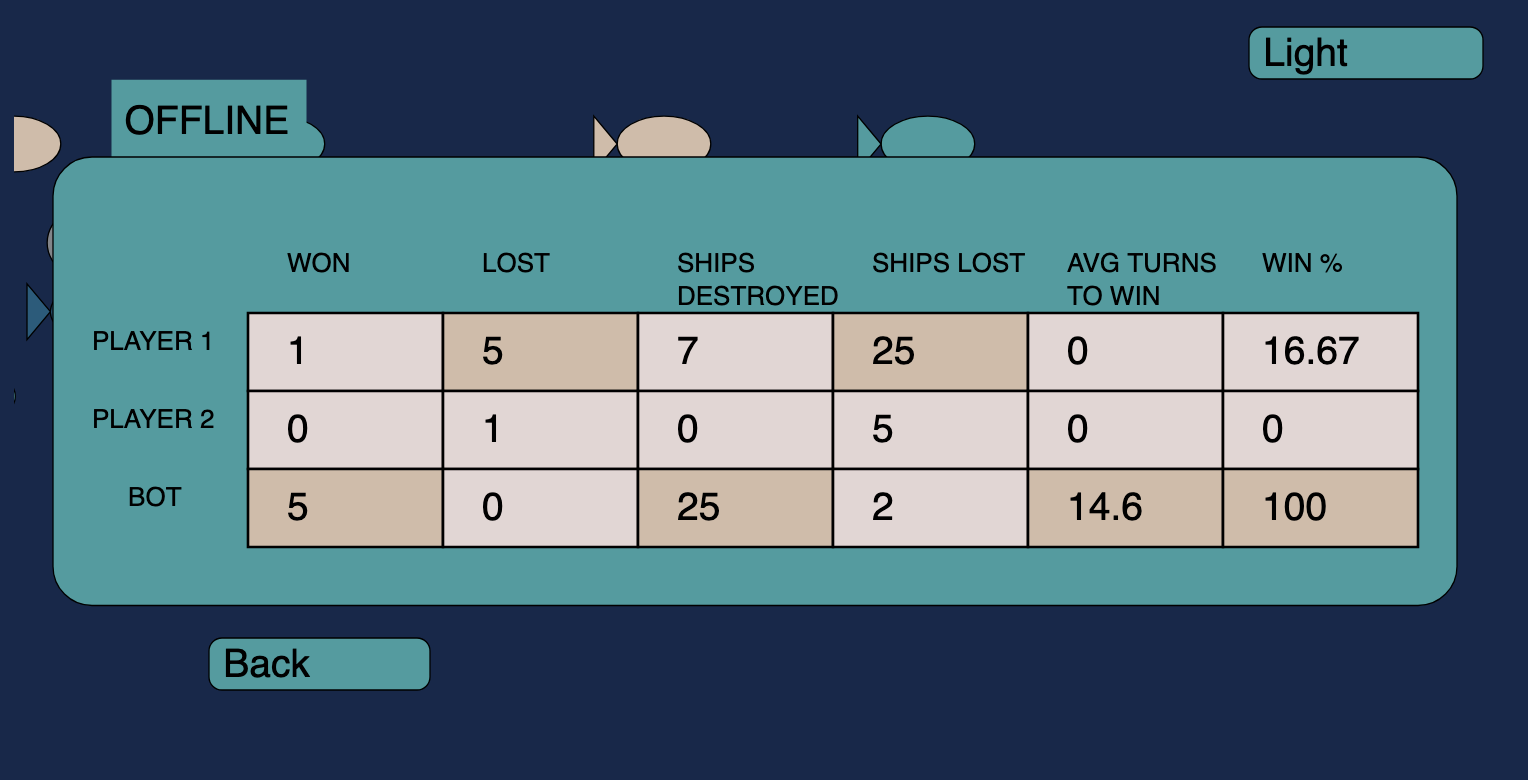 Light
OFFLINE
WON LOST SHIPS DESTROYED SHIPS LOST AVG TURNS TO WIN WIN %
PLAYER 1 1 5 7 25 0 16.67
PLAYER 2 0 1 0 5 0 0
BOT 5 0 25 2 14.6 100
Back